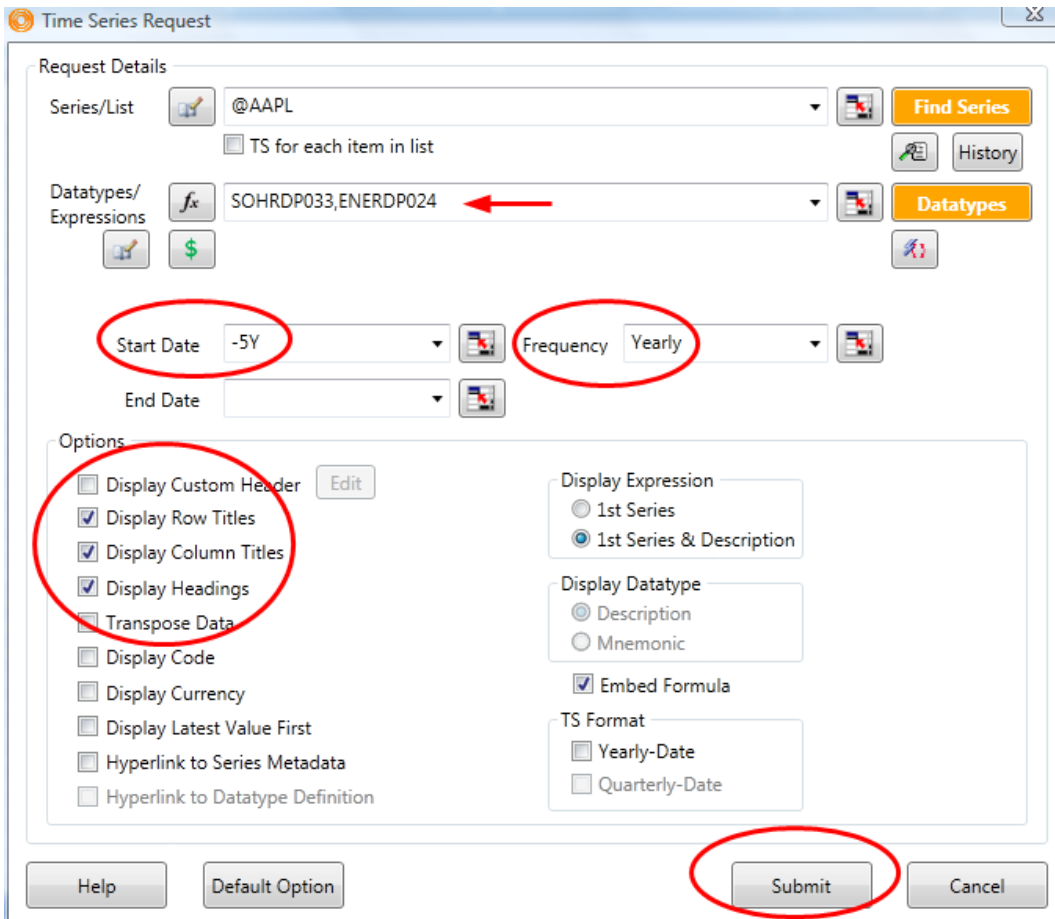 Time Series Request
Request Details
Series/List @AAPL Find Series
TS for each item in list History
Datatypes/
Expressions fx SOHRDP033,ENERDP024 Datatypes
$
Start Date -5Y Frequency Yearly
End Date
Options
Display Custom Header Edit
Display Row Titles
Display Column Titles
Display Headings
Transpose Data
Display Code
Display Currency
Display Latest Value First
Hyperlink to Series Metadata
Hyperlink to Datatype Definition
Display Expression
1st Series
1st Series & Description
Display Datatype
Description
Mnemonic
Embed Formula
TS Format
Yearly-Date
Quarterly-Date
Help Default Option Submit Cancel